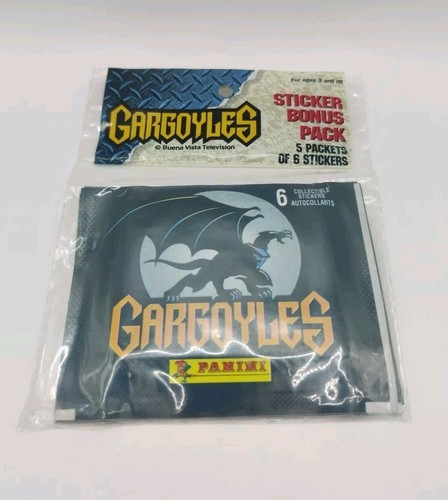 For ages 3 and up
GARGOYLES
© Buena Vista Television
STICKER
BONUS
PACK
5 PACKETS
OF 6 STICKERS
6 COLLECTIBLE
STICKERS
AUTOCOLLANTS
GARGOYLES
PANINI